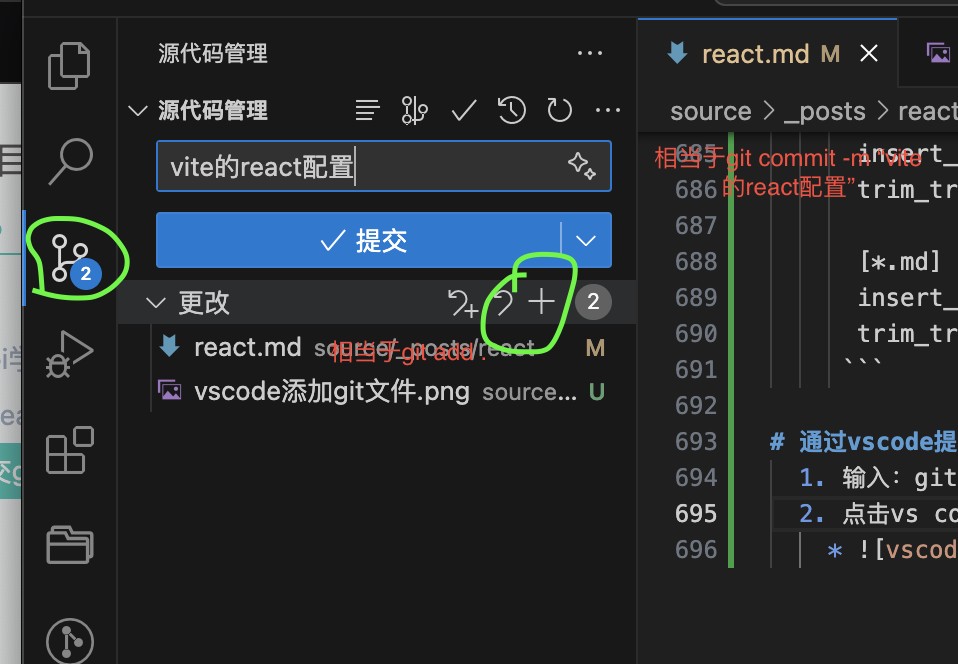 源代码管理
源代码管理
vite的react配置
提交
更改
2
react.md source/_posts/react M
vscode添加git文件.png source... U
2
相当于git add .
react.md M
source > _posts > react
相当于git commit -m "vite
的react配置”
685 insert_
686 trim_tr
687
688 [*.md]
689 insert_
690 trim_tr
691 ```
692
693 # 通过vscode提
694 1. 输入：git
695 2. 点击vs co
696 * ![vscod